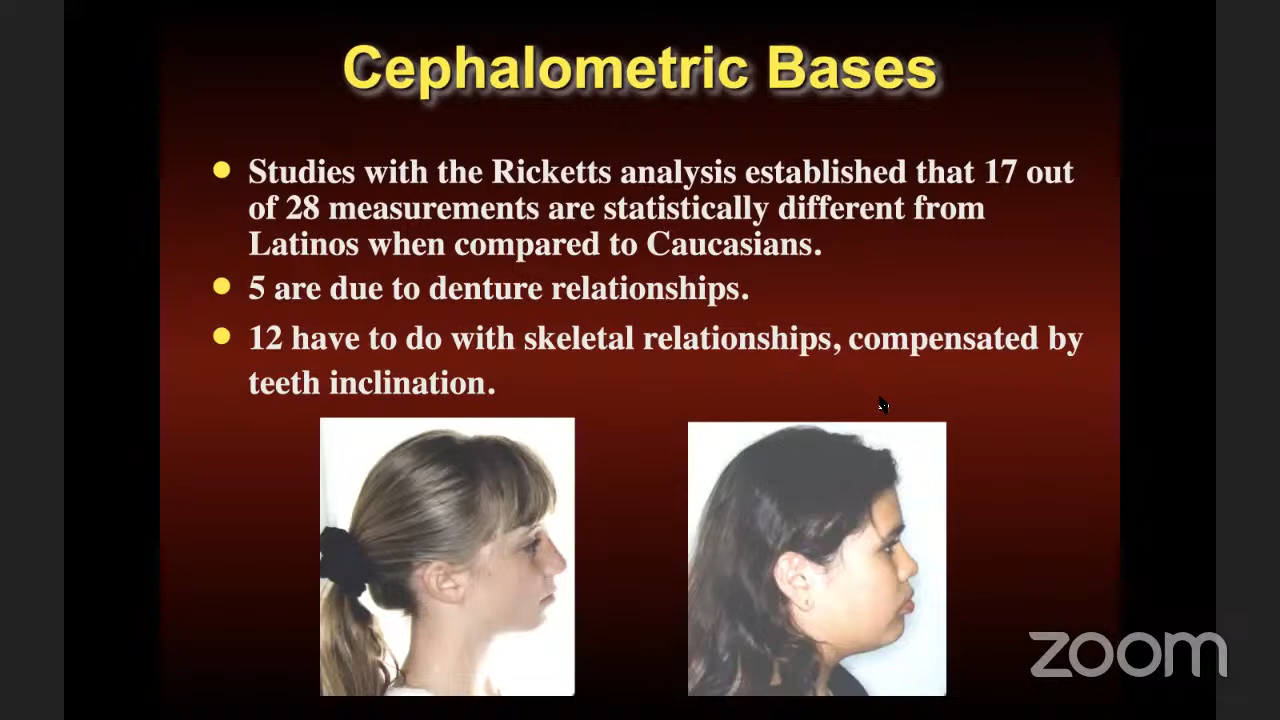 Cephalometric Bases
Studies with the Ricketts analysis established that 17 out
of 28 measurements are statistically different from
Latinos when compared to Caucasians.
5 are due to denture relationships.
12 have to do with skeletal relationships, compensated by
teeth inclination.
zoom